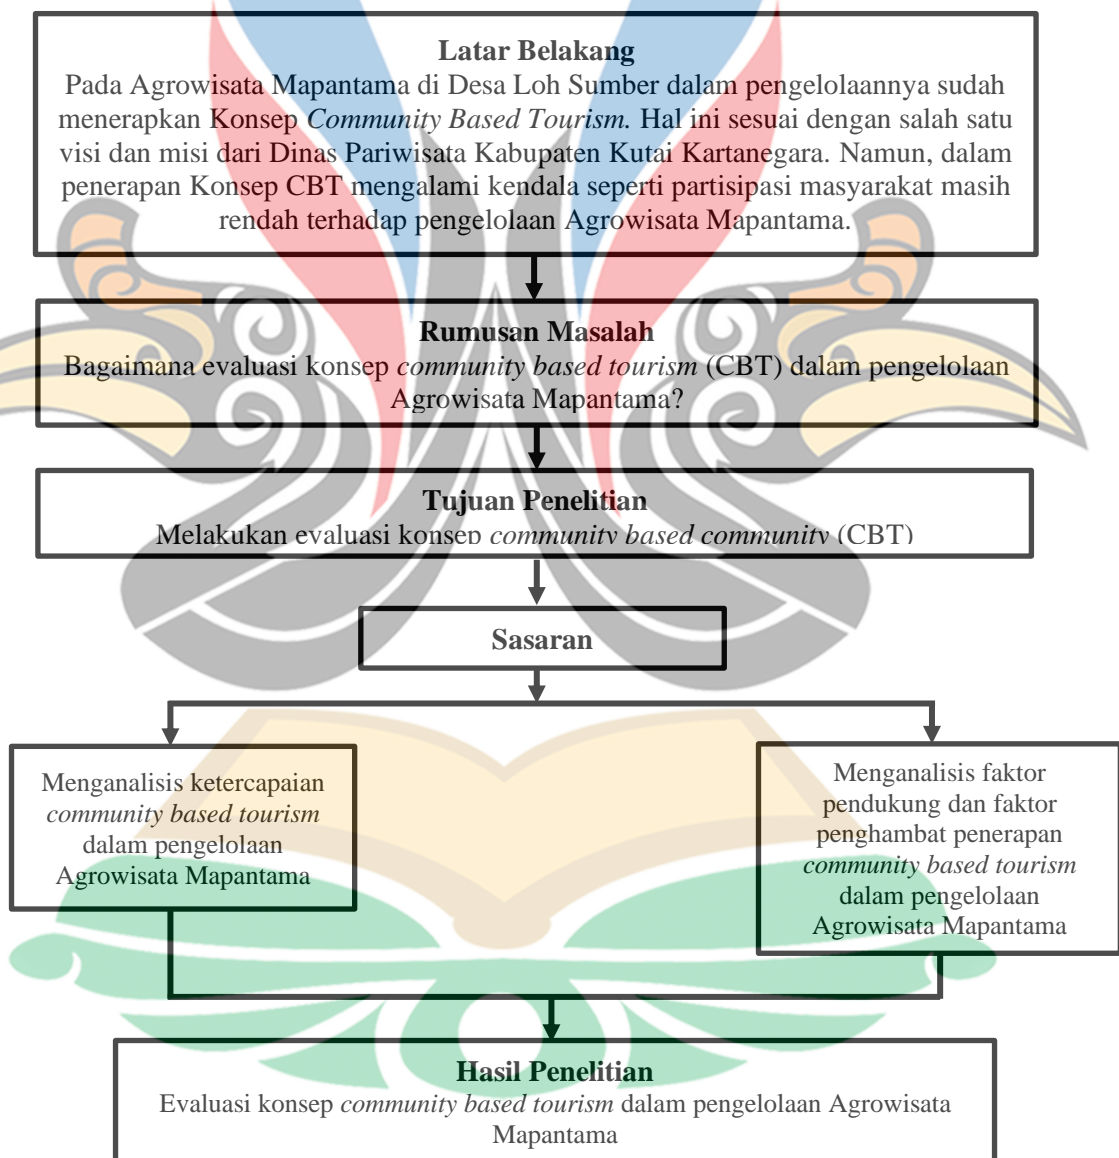 Latar Belakang
Pada Agrowisata Mapantama di Desa Loh Sumber dalam pengelolaannya sudah
menerapkan Konsep Community Based Tourism. Hal ini sesuai dengan salah satu
visi dan misi dari Dinas Pariwisata Kabupaten Kutai Kartanegara. Namun, dalam
penerapan Konsep CBT mengalami kendala seperti partisipasi masyarakat masih
rendah terhadap pengelolaan Agrowisata Mapantama.
Rumusan Masalah
Bagaimana evaluasi konsep community based tourism (CBT) dalam pengelolaan
Agrowisata Mapantama?
Tujuan Penelitian
Melakukan evaluasi konsep community based community (CBT)
Sasaran
Menganalisis ketercapaian
community based tourism
dalam pengelolaan
Agrowisata Mapantama
Menganalisis faktor
pendukung dan faktor
penghambat penerapan
community based tourism
dalam pengelolaan
Agrowisata Mapantama
Hasil Penelitian
Evaluasi konsep community based tourism dalam pengelolaan Agrowisata
Mapantama